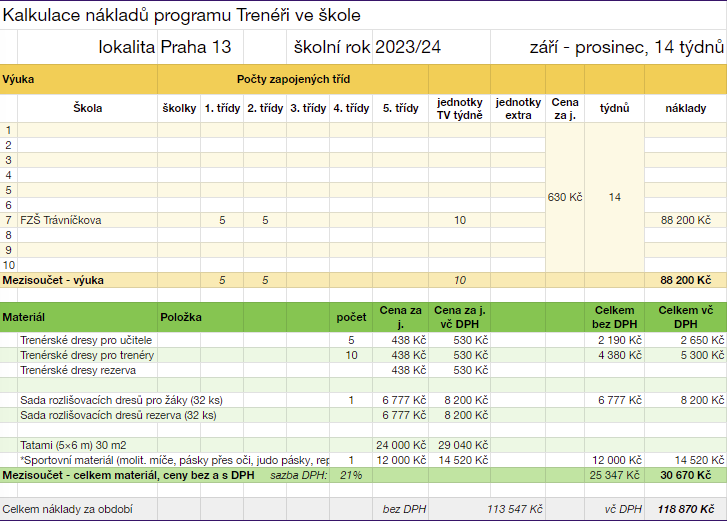 Kalkulace nákladů programu Trenéři ve škole
lokalita Praha 13 školní rok 2023/24 září - prosinec, 14 týdnů
Výuka Počty zapojených tříd
Škola školky 1. třídy 2. třídy 3. třídy 4. třídy 5. třídy jednotky TV týdně jednotky extra Cena za j. týdnů náklady
1
2
3
4
5
6
630 Kč 14
7 FZŠ Trávníčkova 5 5 10 88 200 Kč
8
9
10
Mezisoučet - výuka 5 5 10 88 200 Kč
Materiál Položka počet Cena za j. Cena za j. vč DPH Celkem bez DPH Celkem vč DPH
Trenérské dresy pro učitele 5 438 Kč 530 Kč 2 190 Kč 2 650 Kč
Trenérské dresy pro trenéry 10 438 Kč 530 Kč 4 380 Kč 5 300 Kč
Trenérské dresy rezerva 438 Kč 530 Kč
Sada rozlišovacích dresů pro žáky (32 ks) 1 6 777 Kč 8 200 Kč 6 777 Kč 8 200 Kč
Sada rozlišovacích dresů rezerva (32 ks) 6 777 Kč 8 200 Kč
Tatami (5×6 m) 30 m2 24 000 Kč 29 040 Kč
*Sportovní materiál (molit. míče, pásky přes oči, judo pásky, rep 1 12 000 Kč 14 520 Kč 12 000 Kč 14 520 Kč
Mezisoučet - celkem materiál, ceny bez a s DPH sazba DPH: 21% 25 347 Kč 30 670 Kč
Celkem náklady za období bez DPH 113 547 Kč vč DPH 118 870 Kč